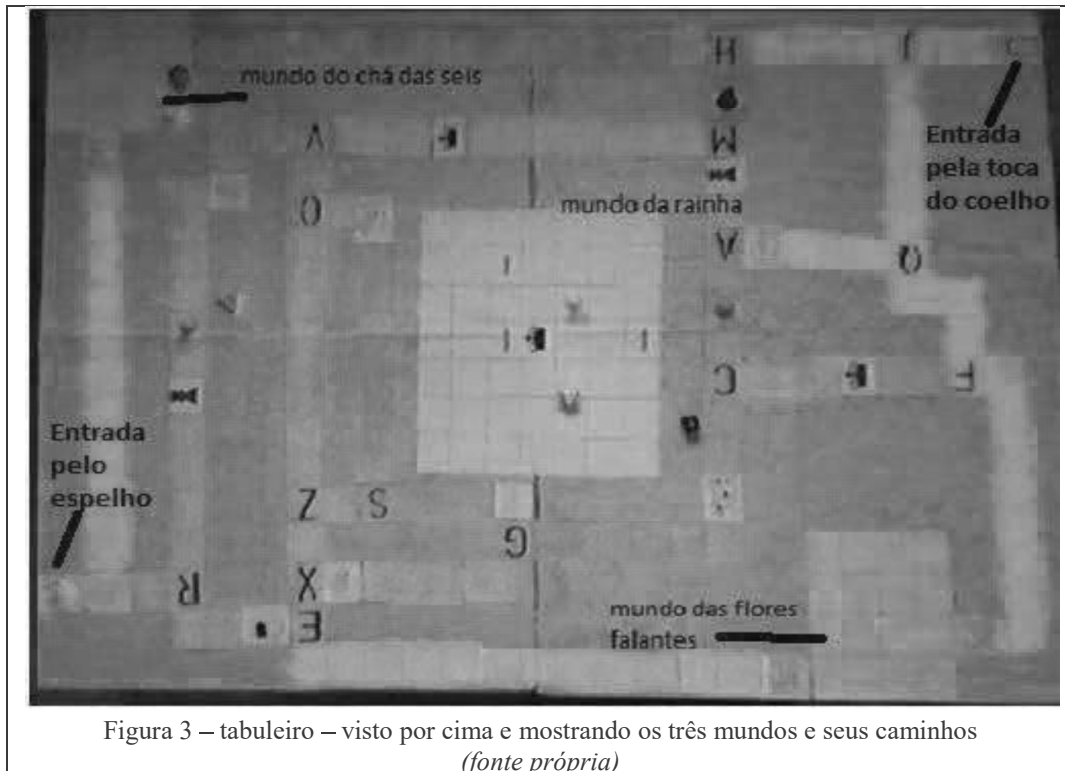 mundo do chá das seis
H
J
V
M
Entrada
pela toca
do coelho
mundo da rainha
O
A
Q
I
I
I
C
F
Entrada
pelo
espelho
Z
S
G
R
X
E
mundo das flores
falantes
Figura 3 – tabuleiro – visto por cima e mostrando os três mundos e seus caminhos
(fonte própria)